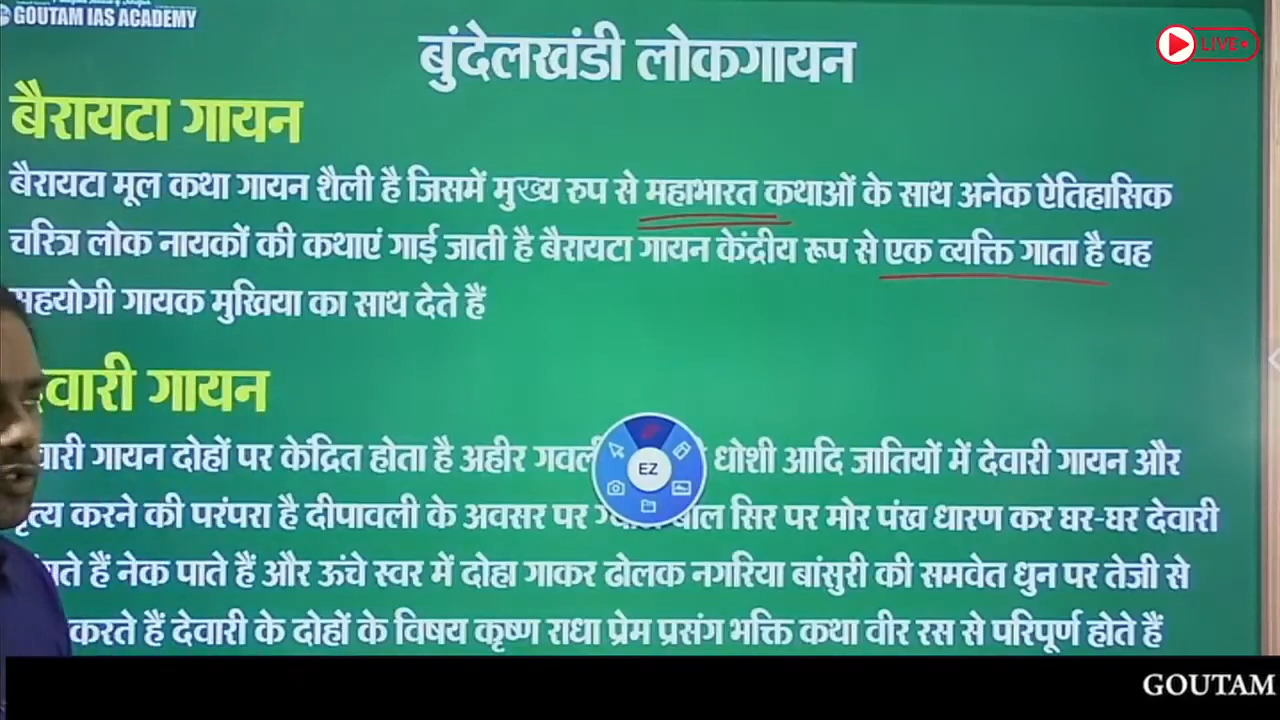 GOUTAM IAS ACADEMY
LIVE
बुंदेलखंडी लोकगायन
बैरायटा गायन
बैरायटा मूल कथा गायन शैली है जिसमें मुख्य रुप से महाभारत कथाओं के साथ अनेक ऐतिहासिक
चरित्र लोक नायकों की कथाएं गाई जाती है बैरायटा गायन केंद्रीय रूप से एक व्यक्ति गाता है वह
सहयोगी गायक मुखिया का साथ देते हैं
गायन
गायन दोहों पर केंद्रित होता है अहीर धोशी आदि जातियों में देवारी गायन और
करने की परंपरा है दीपावली के अवसर पर सिर पर मोर पंख धारण कर घर-घर देवारी
हैं नेक पाते हैं और ऊंचे स्वर में दोहा गाकर ढोलक नगरिया बांसुरी की समवेत धुन पर तेजी से
करते हैं देवारी के दोहों के विषय कृष्ण राधा प्रेम प्रसंग भक्ति कथा वीर रस से परिपूर्ण होते हैं
EZ
GOUTAM